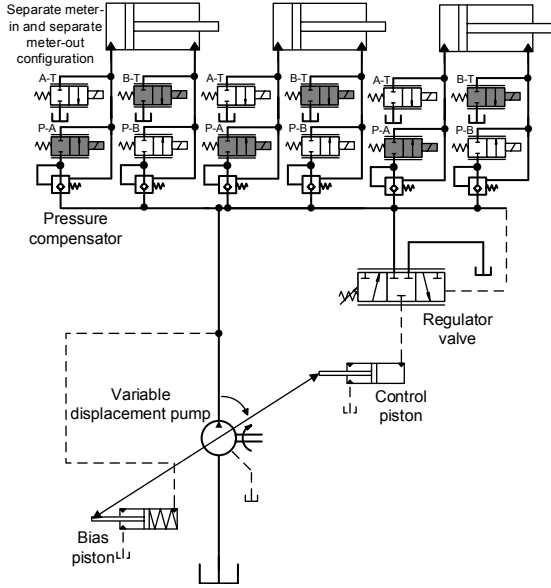 Separate meter-
in and separate
meter-out
configuration
A-T
B-T
A-T
B-T
A-T
B-T
P-A
P-B
P-A
P-B
P-A
P-B
Pressure
compensator
Regulator
valve
Variable
displacement pump
Control
piston
Bias
piston